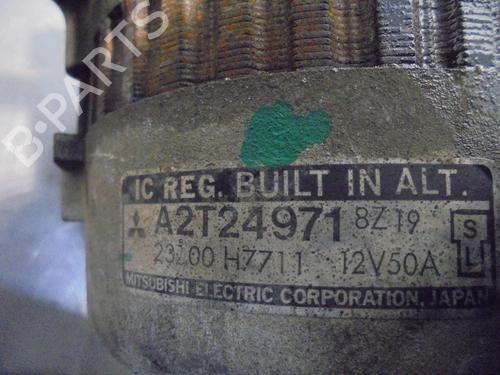 B-PARTS
IC REG. BUILT IN ALT.
A2T24971 8Z19
23100 H7711 12V50A
S
L
MITSUBISHI ELECTRIC CORPORATION, JAPAN